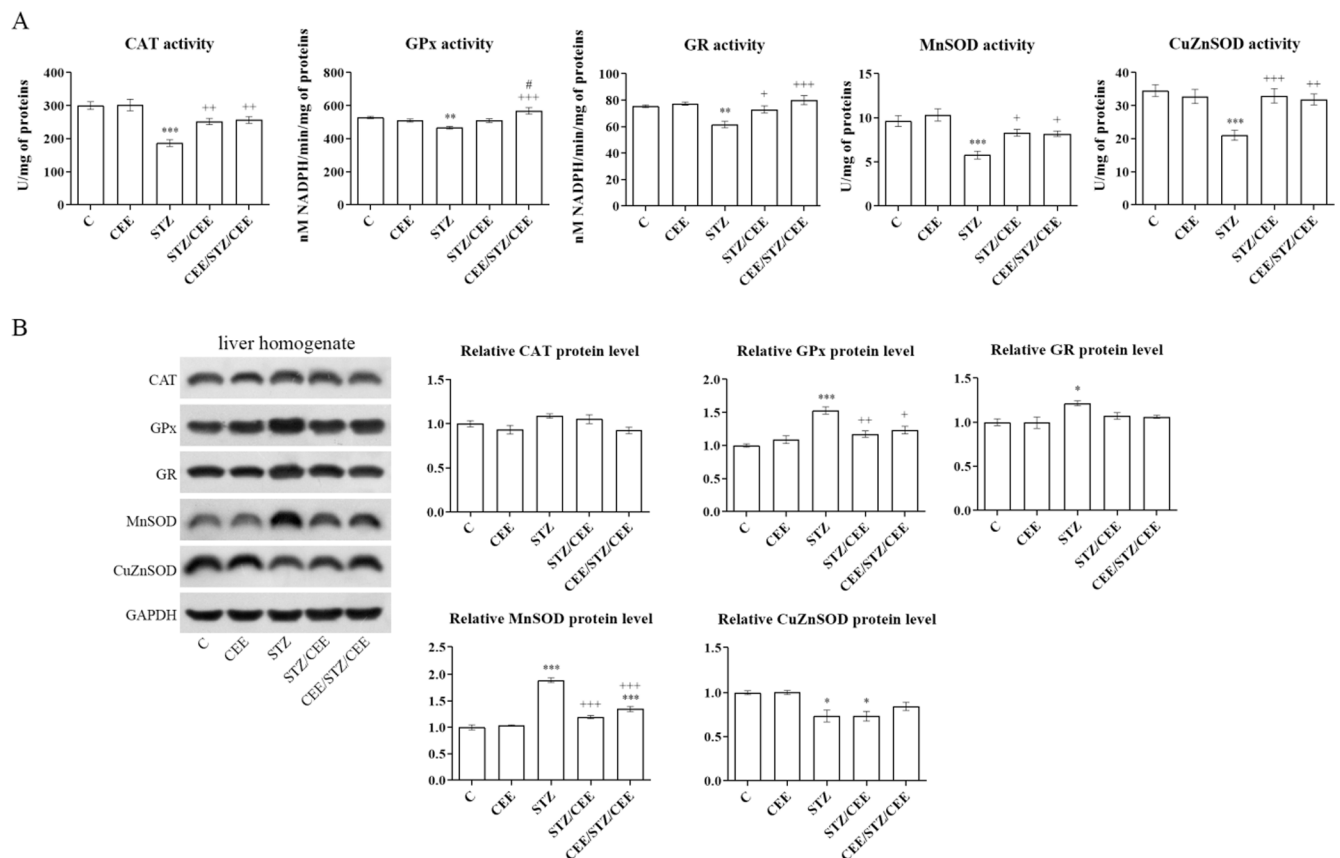 A
CAT activity
U/mg of proteins
400
300
200
100
0
***
++
++
C
CEE
STZ
STZ/CEE
CEE/STZ/CEE
GPx activity
nM NADPH/min/mg of proteins
800
600
400
200
0
**
#
+++
C
CEE
STZ
STZ/CEE
CEE/STZ/CEE
GR activity
nM NADPH/min/mg of proteins
100
80
60
40
20
0
**
+
+++
C
CEE
STZ
STZ/CEE
CEE/STZ/CEE
MnSOD activity
U/mg of proteins
15
10
5
0
***
+
+
C
CEE
STZ
STZ/CEE
CEE/STZ/CEE
CuZnSOD activity
U/mg of proteins
40
30
20
10
0
***
+++
++
C
CEE
STZ
STZ/CEE
CEE/STZ/CEE
B
liver homogenate
CAT
GPx
GR
MnSOD
CuZnSOD
GAPDH
C
CEE
STZ
STZ/CEE
CEE/STZ/CEE
Relative CAT protein level
1.5
1.0
0.5
0.0
C
CEE
STZ
STZ/CEE
CEE/STZ/CEE
Relative GPx protein level
2.0
1.5
1.0
0.5
0.0
***
++
+
C
CEE
STZ
STZ/CEE
CEE/STZ/CEE
Relative GR protein level
1.5
1.0
0.5
0.0
*
C
CEE
STZ
STZ/CEE
CEE/STZ/CEE
Relative MnSOD protein level
2.5
2.0
1.5
1.0
0.5
0.0
***
+++
+++
***
C
CEE
STZ
STZ/CEE
CEE/STZ/CEE
Relative CuZnSOD protein level
1.5
1.0
0.5
0.0
*
*
C
CEE
STZ
STZ/CEE
CEE/STZ/CEE